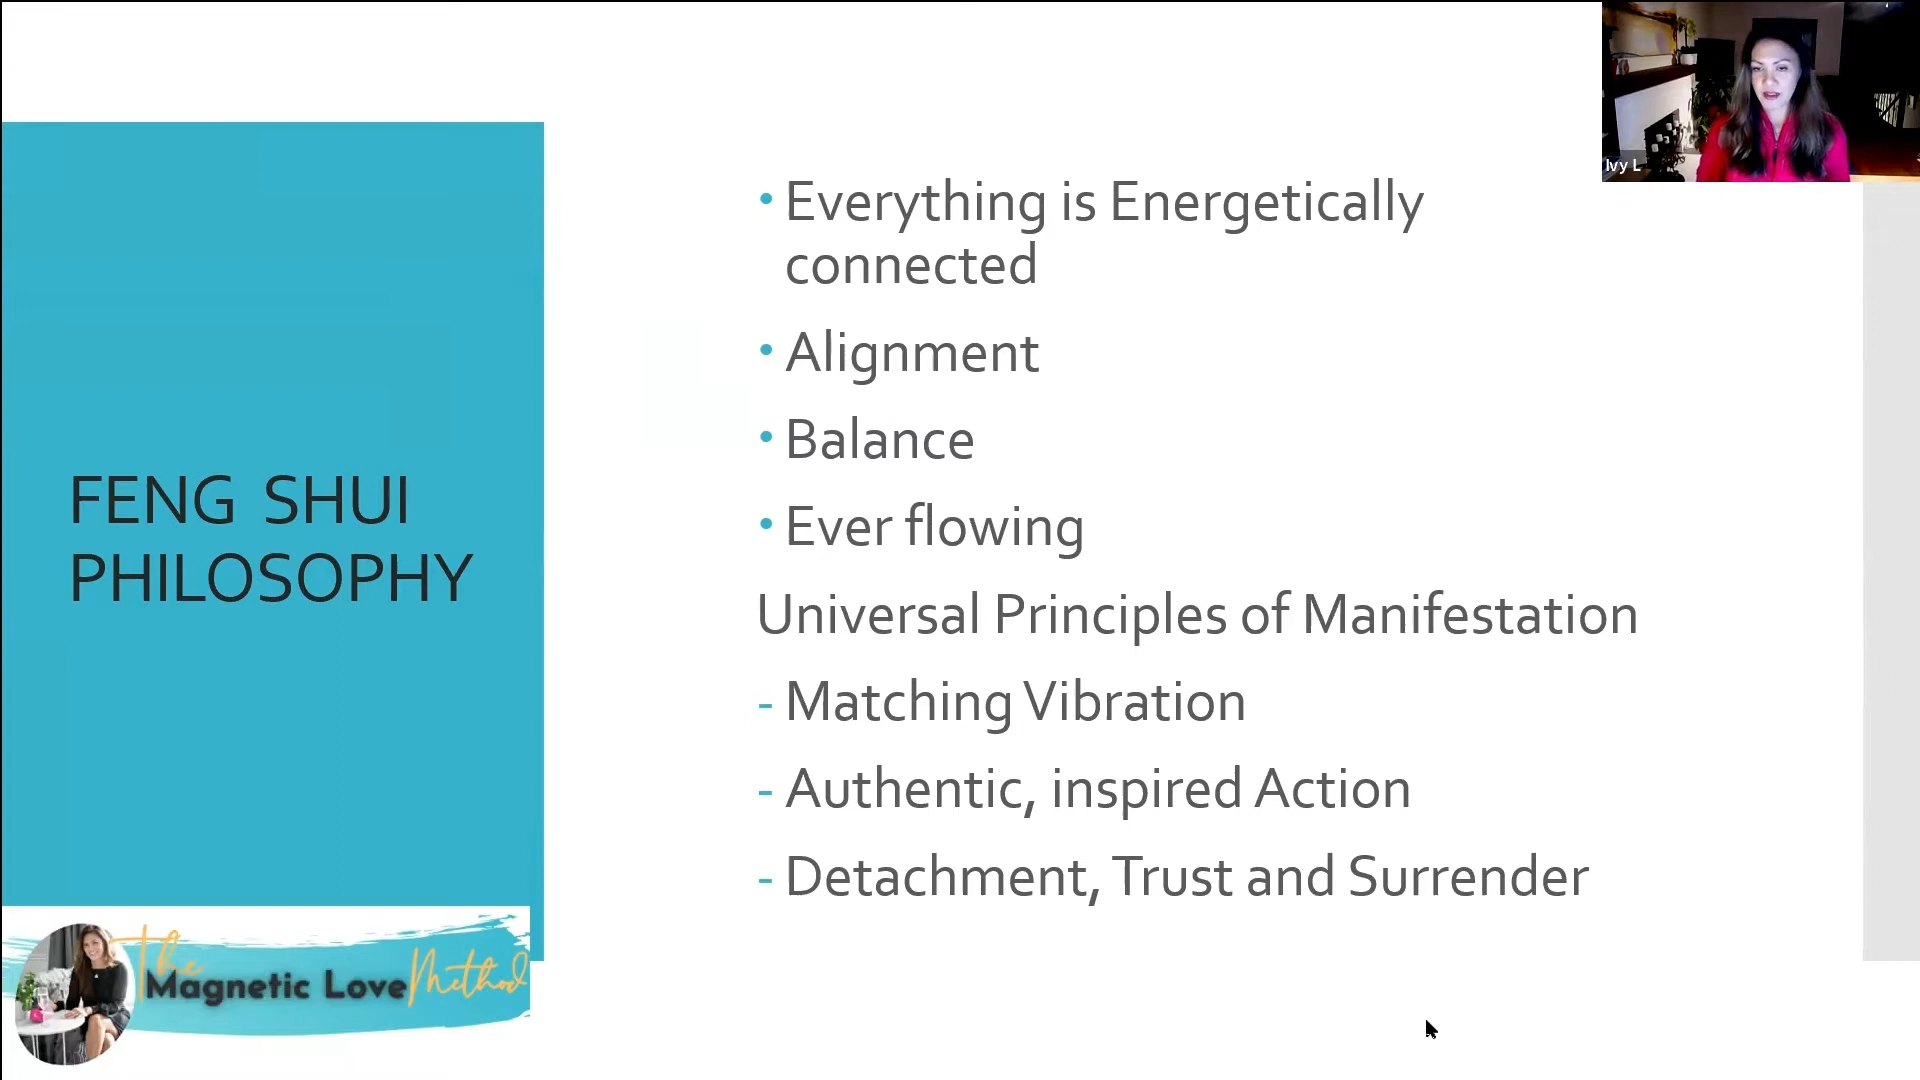 Ivy L
FENG SHUI
PHILOSOPHY
• Everything is Energetically
connected
• Alignment
• Balance
• Ever flowing
Universal Principles of Manifestation
- Matching Vibration
- Authentic, inspired Action
- Detachment, Trust and Surrender
The
Magnetic Love Method